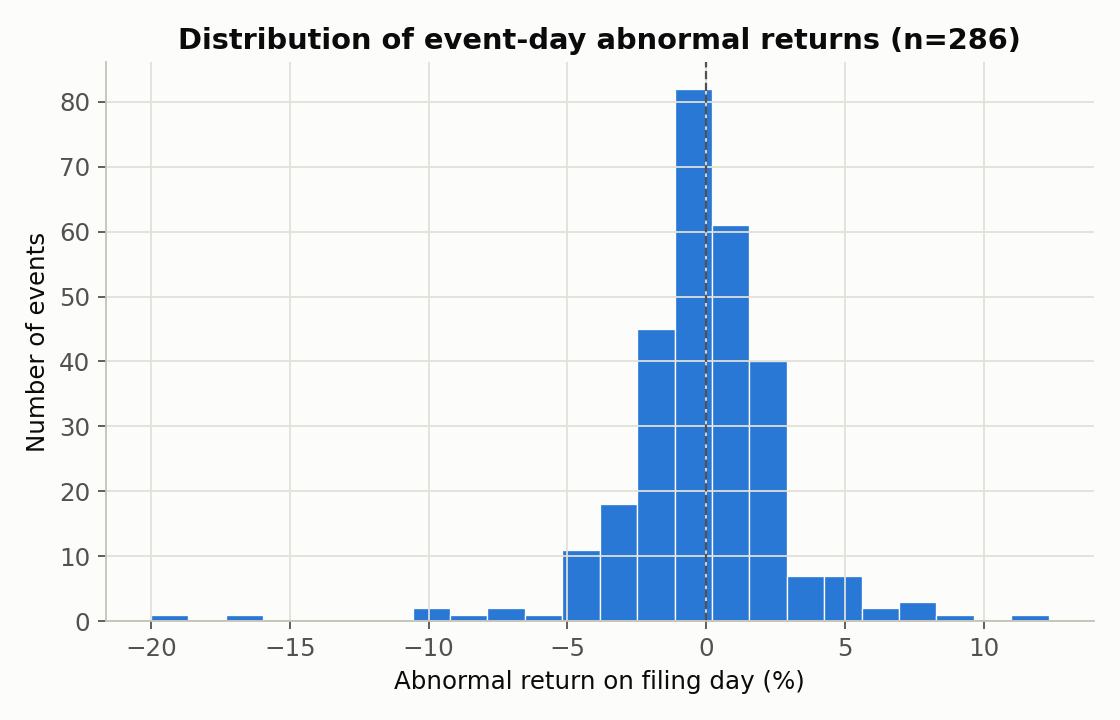 Distribution of event-day abnormal returns (n=286)
Number of events
80
70
60
50
40
30
20
10
0
−20 −15 −10 −5 0 5 10
Abnormal return on filing day (%)